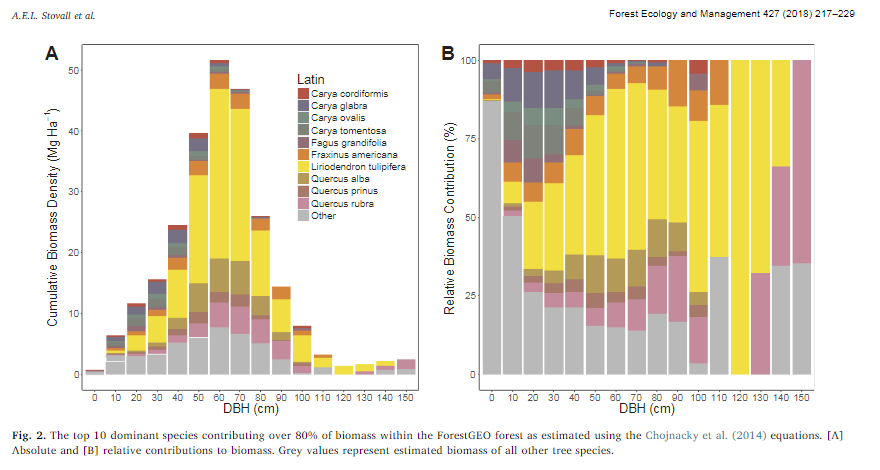 A.E.L. Stovall et al.
Forest Ecology and Management 427 (2018) 217–229
A
B
Cumulative Biomass Density (Mg Ha⁻¹)
50
40
30
20
10
0
Latin
Carya cordiformis
Carya glabra
Carya ovalis
Carya tomentosa
Fagus grandifolia
Fraxinus americana
Liriodendron tulipifera
Quercus alba
Quercus prinus
Quercus rubra
Other
0 10 20 30 40 50 60 70 80 90 100 110 120 130 140 150
DBH (cm)
Relative Biomass Contribution (%)
100
75
50
25
0
0 10 20 30 40 50 60 70 80 90 100 110 120 130 140 150
DBH (cm)
Fig. 2. The top 10 dominant species contributing over 80% of biomass within the ForestGEO forest as estimated using the Chojnacky et al. (2014) equations. [A]
Absolute and [B] relative contributions to biomass. Grey values represent estimated biomass of all other tree species.